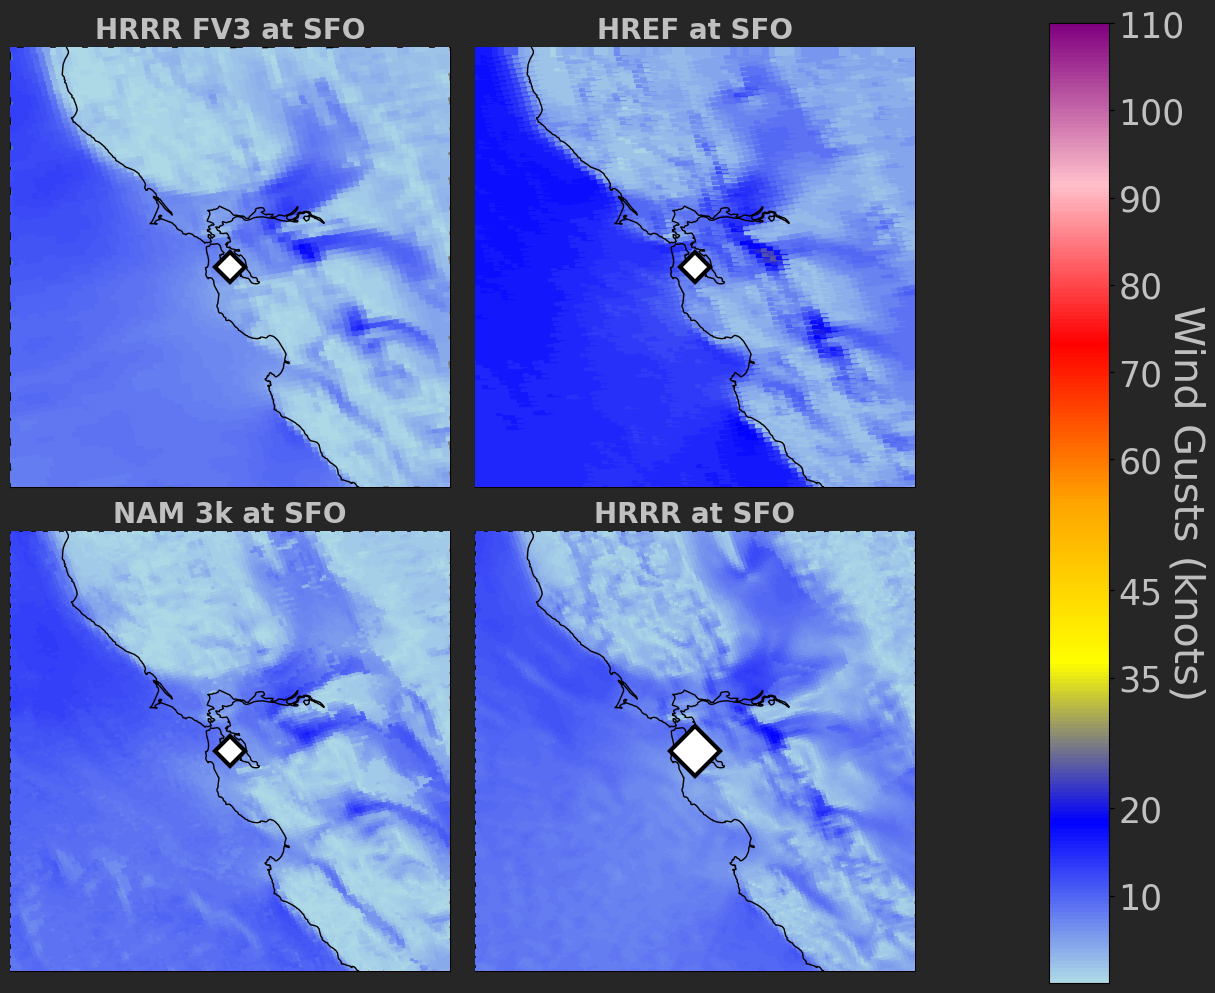 HRRR FV3 at SFO
HREF at SFO
NAM 3k at SFO
HRRR at SFO
110
100
90
80
70
60
45
35
20
10
Wind Gusts (knots)